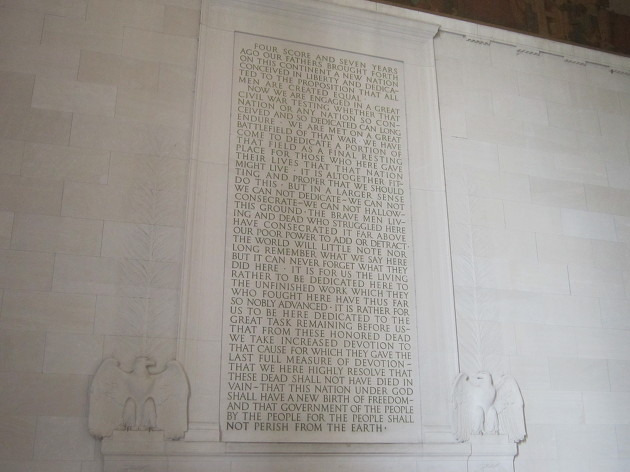 FOUR SCORE AND SEVEN YEARS
AGO OUR FATHERS BROUGHT FORTH
ON THIS CONTINENT A NEW NATION
CONCEIVED IN LIBERTY AND DEDICA-
TED TO THE PROPOSITION THAT ALL
MEN ARE CREATED EQUAL ·
NOW WE ARE ENGAGED IN A GREAT
CIVIL WAR TESTING WHETHER THAT
NATION OR ANY NATION SO CON-
CEIVED AND SO DEDICATED CAN LONG
ENDURE · WE ARE MET ON A GREAT
BATTLEFIELD OF THAT WAR · WE HAVE
COME TO DEDICATE A PORTION OF
THAT FIELD AS A FINAL RESTING
PLACE FOR THOSE WHO HERE GAVE
THEIR LIVES THAT THAT NATION
MIGHT LIVE · IT IS ALTOGETHER FIT-
TING AND PROPER THAT WE SHOULD
DO THIS · BUT IN A LARGER SENSE
WE CAN NOT DEDICATE–WE CAN NOT
CONSECRATE–WE CAN NOT HALLOW–
THIS GROUND · THE BRAVE MEN LIV-
ING AND DEAD WHO STRUGGLED HERE
HAVE CONSECRATED IT FAR ABOVE
OUR POOR POWER TO ADD OR DETRACT ·
THE WORLD WILL LITTLE NOTE NOR
LONG REMEMBER WHAT WE SAY HERE
BUT IT CAN NEVER FORGET WHAT THEY
DID HERE · IT IS FOR US THE LIVING
RATHER TO BE DEDICATED HERE TO
THE UNFINISHED WORK WHICH THEY
WHO FOUGHT HERE HAVE THUS FAR
SO NOBLY ADVANCED · IT IS RATHER FOR
US TO BE HERE DEDICATED TO THE
GREAT TASK REMAINING BEFORE US–
THAT FROM THESE HONORED DEAD
WE TAKE INCREASED DEVOTION TO
THAT CAUSE FOR WHICH THEY GAVE THE
LAST FULL MEASURE OF DEVOTION–
THAT WE HERE HIGHLY RESOLVE THAT
THESE DEAD SHALL NOT HAVE DIED IN
VAIN–THAT THIS NATION UNDER GOD
SHALL HAVE A NEW BIRTH OF FREEDOM–
AND THAT GOVERNMENT OF THE PEOPLE
BY THE PEOPLE FOR THE PEOPLE SHALL
NOT PERISH FROM THE EARTH ·